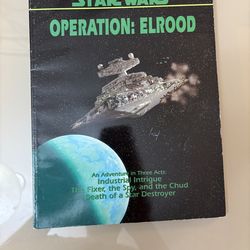 STAR WARS
OPERATION: ELROOD
An Adventure in Three Acts:
Industrial Intrigue
The Fixer, the Spy, and the Chud
Death of a Star Destroyer